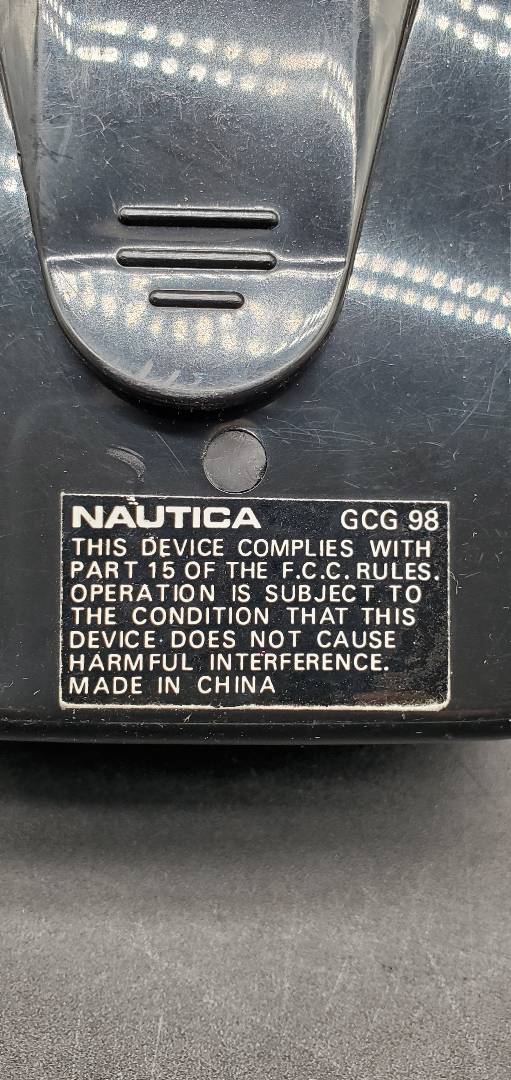 NAUTICA GCG 98
THIS DEVICE COMPLIES WITH
PART 15 OF THE F.C.C. RULES.
OPERATION IS SUBJECT TO
THE CONDITION THAT THIS
DEVICE DOES NOT CAUSE
HARMFUL INTERFERENCE.
MADE IN CHINA